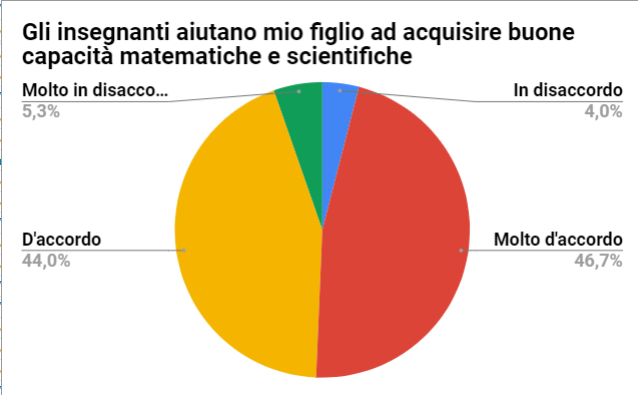 Gli insegnanti aiutano mio figlio ad acquisire buone
capacità matematiche e scientifiche
Molto in disacco...
5,3%
In disaccordo
4,0%
D'accordo
44,0%
Molto d'accordo
46,7%